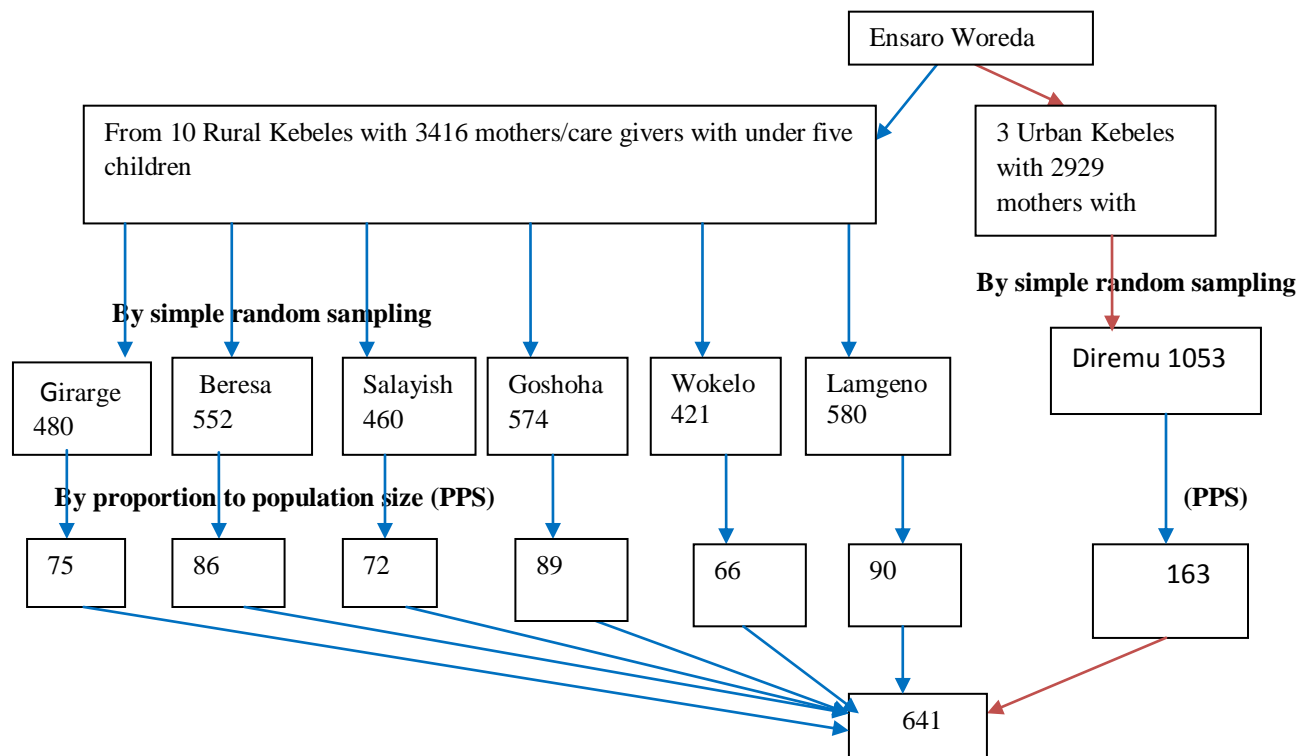 Ensaro Woreda
From 10 Rural Kebeles with 3416 mothers/care givers with under five
children
3 Urban Kebeles
with 2929
mothers with
By simple random sampling
By simple random sampling
Girarge
480
Beresa
552
Salayish
460
Goshoha
574
Wokelo
421
Lamgeno
580
Diremu 1053
By proportion to population size (PPS)
(PPS)
75
86
72
89
66
90
163
641